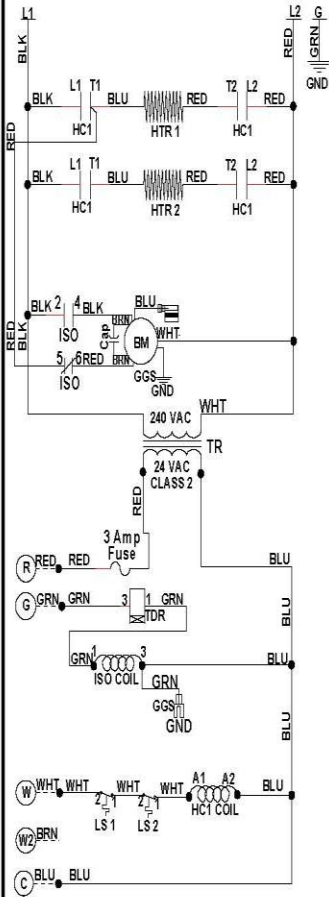 L1 L2 G
BLK RED GRN
GND
L1 T1 T2 L2
BLK BLU RED RED
HC1 HTR 1 HC1
RED
L1 T1 T2 L2
BLK BLU RED RED
HC1 HTR 2 HC1
BLU
BLK 2 4 BLK BRN
ISO Cap BM WHT
RED BLK
5 6 RED BRN
ISO GGS
GND
240 VAC WHT
TR
24 VAC
CLASS 2
RED
3 Amp
Fuse
BLU
R RED RED
G GRN GRN 3 1 GRN
TDR
BLU
GRN 1 3 BLU
ISO COIL GRN
GGS
GND
BLU
A1 A2
W WHT WHT WHT WHT BLU
2 1 2 1 HC1 COIL
LS 1 LS 2
W2 BRN
C BLU BLU